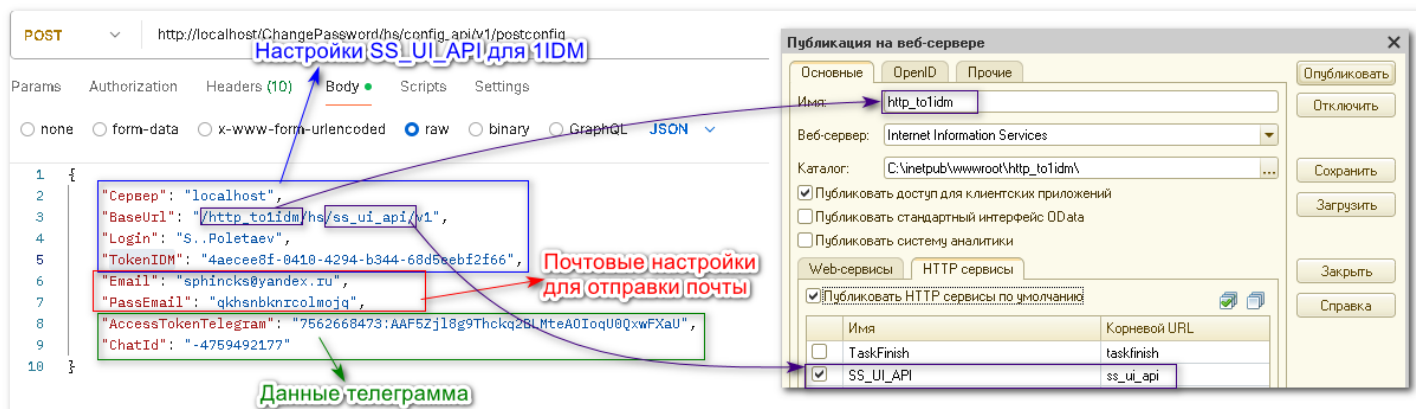 POST http://localhost/ChangePassword/hs/config_api/v1/postconfig
Настройки SS_UI_API для 1IDM
Params Authorization Headers (10) Body Scripts Settings
none form-data x-www-form-urlencoded raw binary GraphQL JSON
1 {
2 "Сервер": "localhost",
3 "BaseUrl": "/http_to1idm/hs/ss_ui_api/v1",
4 "Login": "S..Poletaev",
5 "TokenIDM": "4aecee8f-0410-4294-b344-68d5eebf2f66",
6 "Email": "sphincks@yandex.ru",
7 "PassEmail": "qkhsnbknrcolmojq",
8 "AccessTokenTelegram": "7562668473:AAF5Zjl8g9Thckq2BLMteAOIoqU0QxwFXaU",
9 "ChatId": "-4759492177"
10 }
Почтовые настройки
для отправки почты
Данные телеграмма
Публикация на веб-сервере
Основные OpenID Прочие
Имя: http_to1idm
Веб-сервер: Internet Information Services
Каталог: C:\inetpub\wwwroot\http_to1idm\
Публиковать доступ для клиентских приложений
Публиковать стандартный интерфейс OData
Публиковать систему аналитики
Web-сервисы HTTP сервисы
Публиковать HTTP сервисы по умолчанию
Имя Корневой URL
TaskFinish taskfinish
SS_UI_API ss_ui_api
Опубликовать
Отключить
Сохранить
Загрузить
Закрыть
Справка